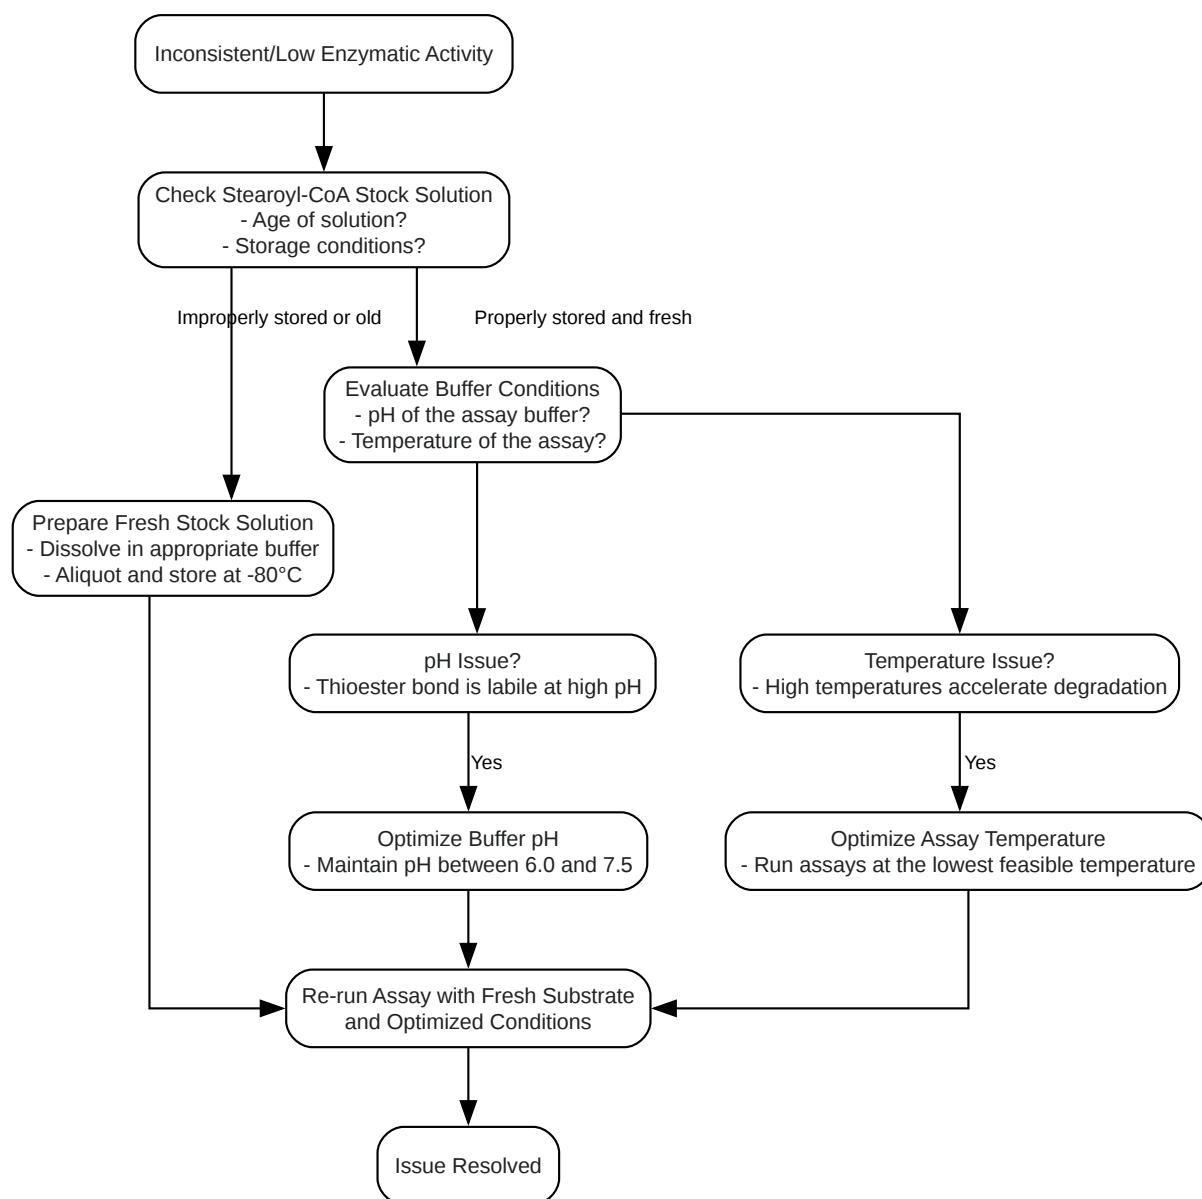 Inconsistent/Low Enzymatic Activity
Check Stearoyl-CoA Stock Solution
- Age of solution?
- Storage conditions?
Improperly stored or old
Properly stored and fresh
Evaluate Buffer Conditions
- pH of the assay buffer?
- Temperature of the assay?
Prepare Fresh Stock Solution
- Dissolve in appropriate buffer
- Aliquot and store at -80°C
pH Issue?
- Thioester bond is labile at high pH
Temperature Issue?
- High temperatures accelerate degradation
Yes
Yes
Optimize Buffer pH
- Maintain pH between 6.0 and 7.5
Optimize Assay Temperature
- Run assays at the lowest feasible temperature
Re-run Assay with Fresh Substrate
and Optimized Conditions
Issue Resolved